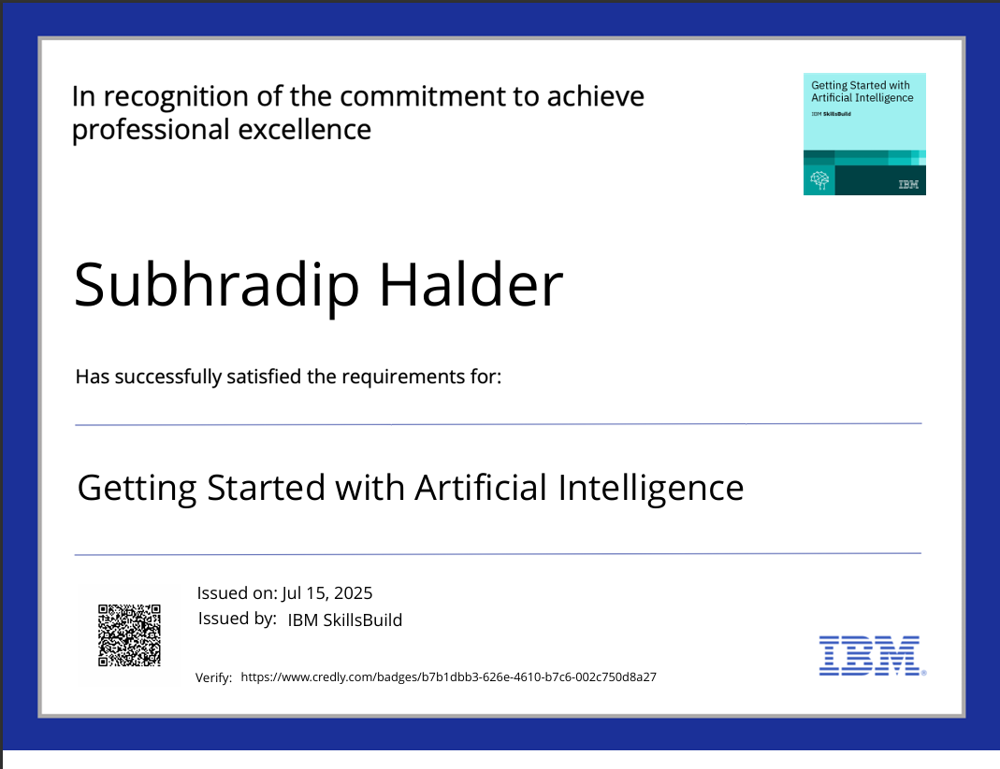 In recognition of the commitment to achieve
professional excellence
Getting Started with
Artificial Intelligence
IBM SkillsBuild
IBM
Subhradip Halder
Has successfully satisfied the requirements for:
Getting Started with Artificial Intelligence
Issued on: Jul 15, 2025
Issued by: IBM SkillsBuild
Verify: https://www.credly.com/badges/b7b1dbb3-626e-4610-b7c6-002c750d8a27
IBM®